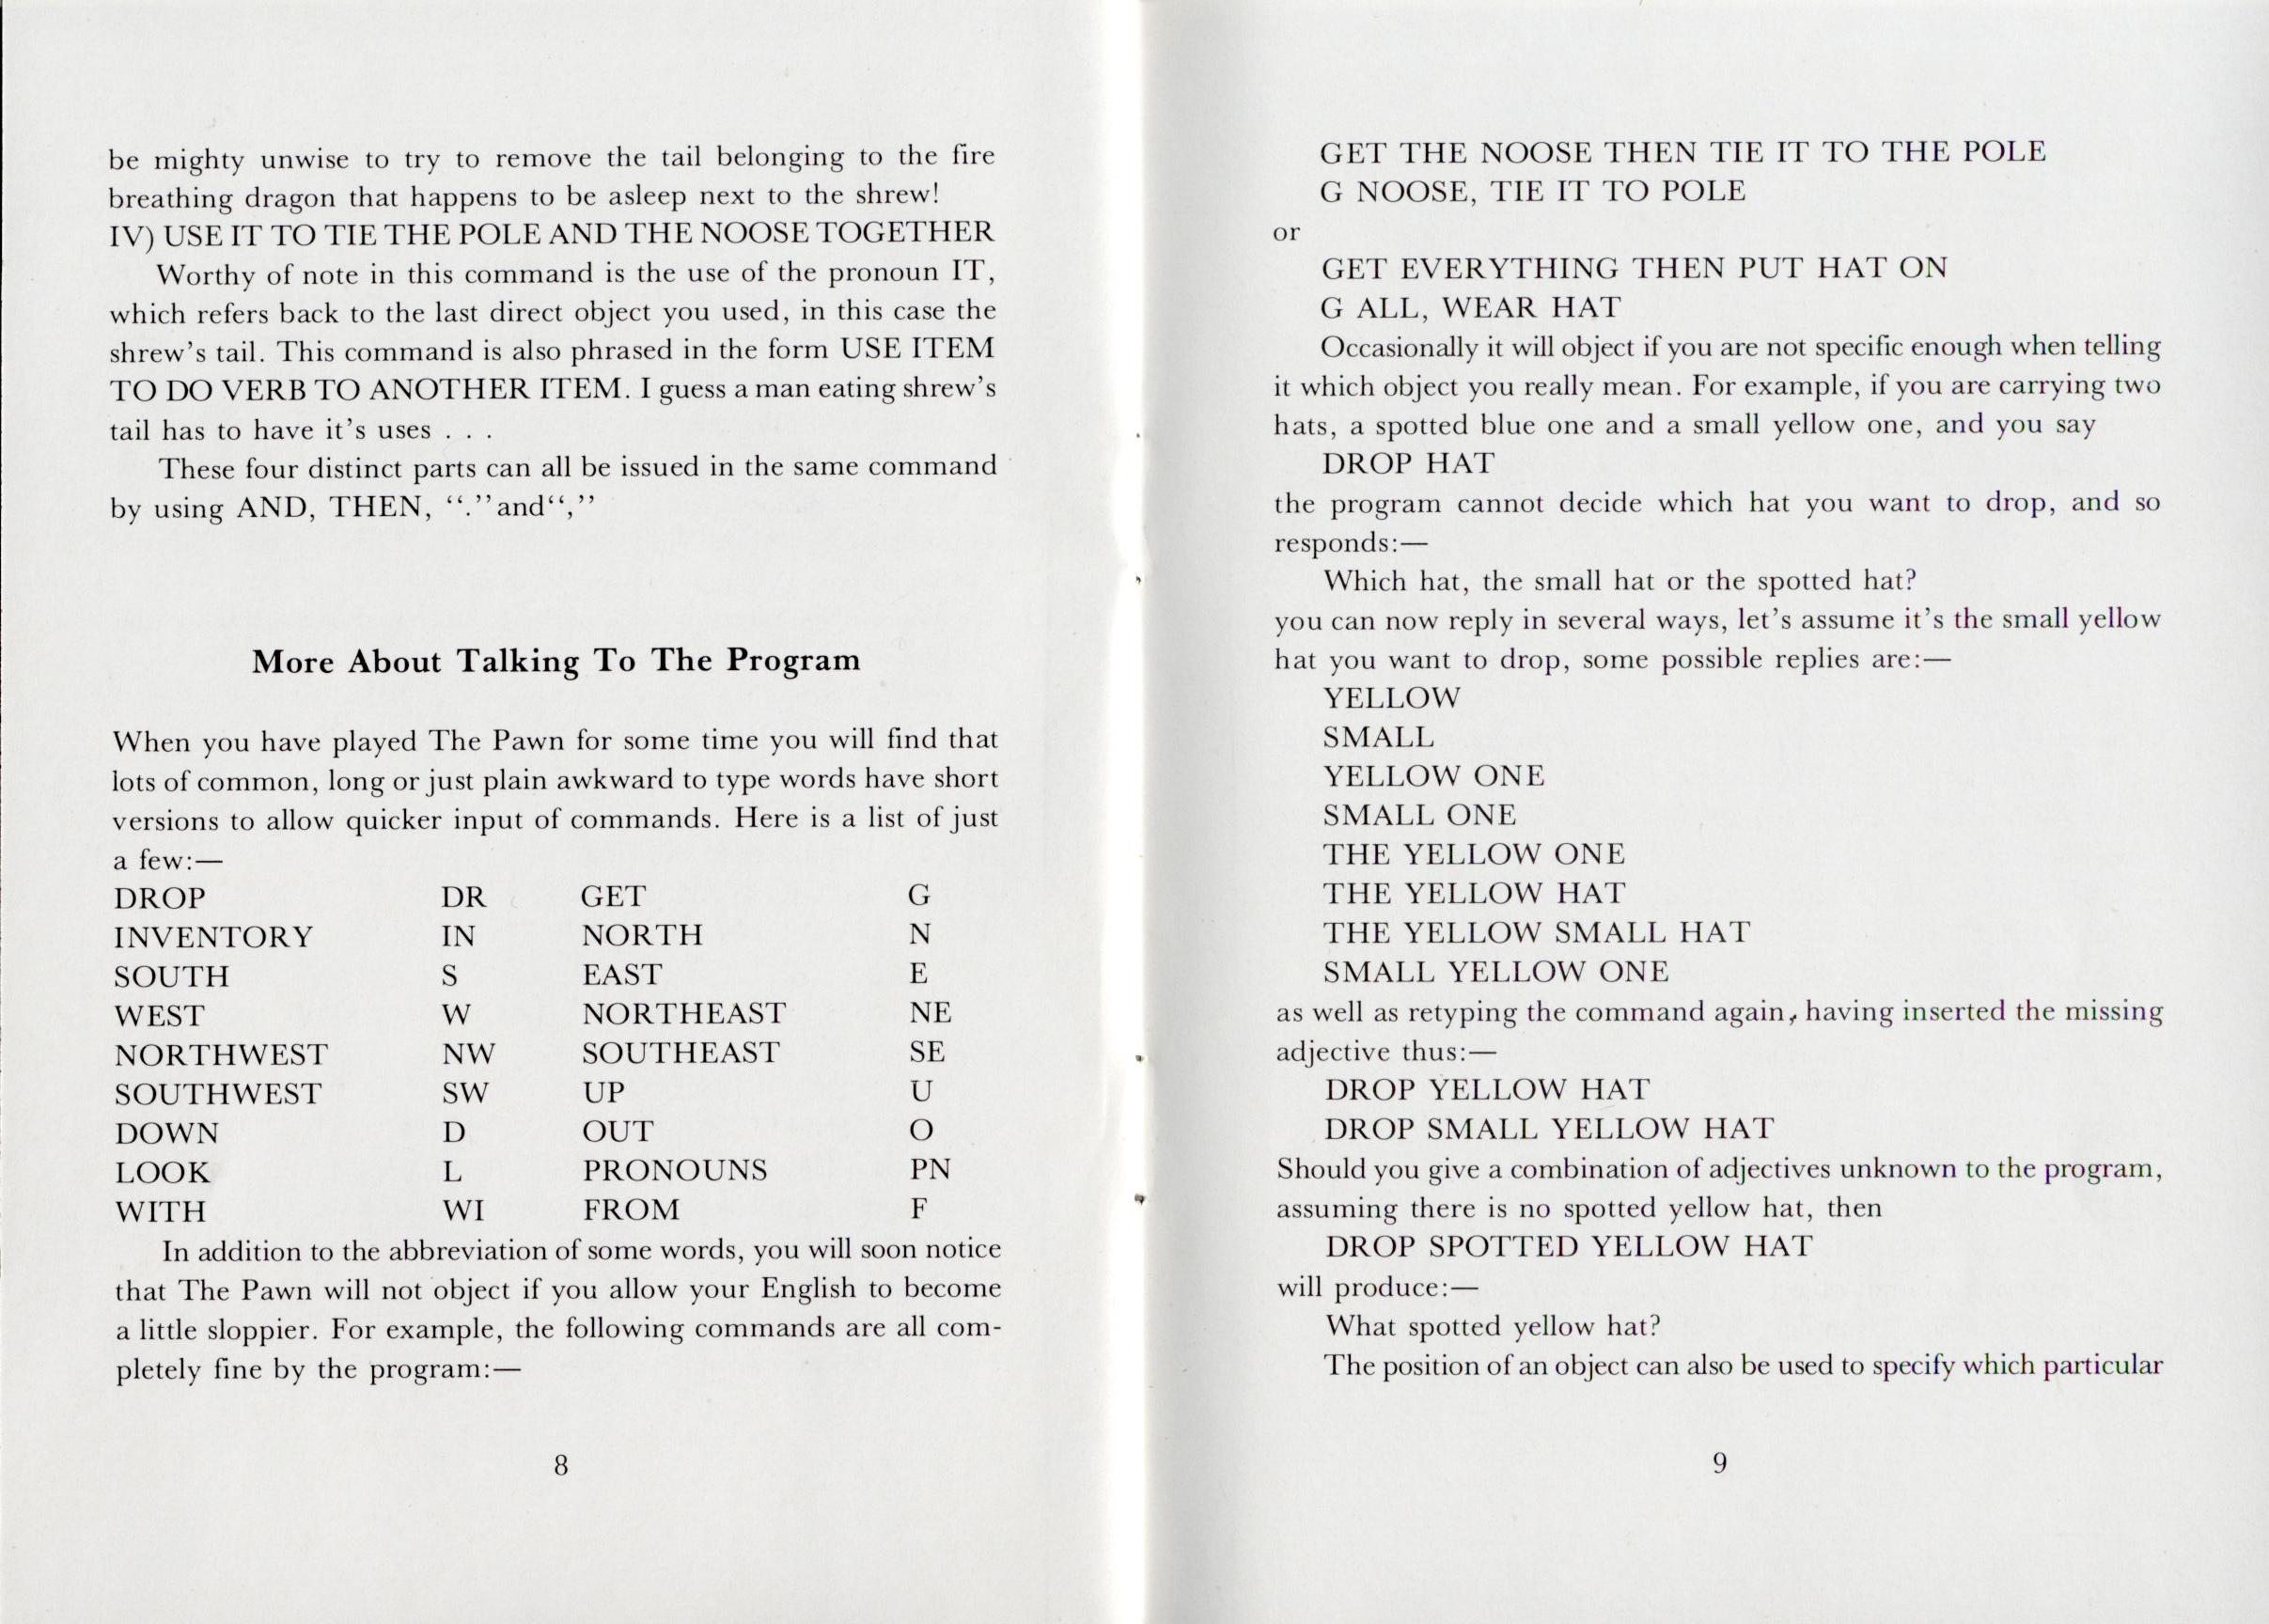 be mighty unwise to try to remove the tail belonging to the fire
breathing dragon that happens to be asleep next to the shrew!
IV) USE IT TO TIE THE POLE AND THE NOOSE TOGETHER
Worthy of note in this command is the use of the pronoun IT,
which refers back to the last direct object you used, in this case the
shrew's tail. This command is also phrased in the form USE ITEM
TO DO VERB TO ANOTHER ITEM. I guess a man eating shrew's
tail has to have it's uses . . .
These four distinct parts can all be issued in the same command
by using AND, THEN, “.”and“,”
More About Talking To The Program
When you have played The Pawn for some time you will find that
lots of common, long or just plain awkward to type words have short
versions to allow quicker input of commands. Here is a list of just
a few:—
DROP DR GET G
INVENTORY IN NORTH N
SOUTH S EAST E
WEST W NORTHEAST NE
NORTHWEST NW SOUTHEAST SE
SOUTHWEST SW UP U
DOWN D OUT O
LOOK L PRONOUNS PN
WITH WI FROM F
In addition to the abbreviation of some words, you will soon notice
that The Pawn will not object if you allow your English to become
a little sloppier. For example, the following commands are all com-
pletely fine by the program:—
8
GET THE NOOSE THEN TIE IT TO THE POLE
G NOOSE, TIE IT TO POLE
or
GET EVERYTHING THEN PUT HAT ON
G ALL, WEAR HAT
Occasionally it will object if you are not specific enough when telling
it which object you really mean. For example, if you are carrying two
hats, a spotted blue one and a small yellow one, and you say
DROP HAT
the program cannot decide which hat you want to drop, and so
responds:—
Which hat, the small hat or the spotted hat?
you can now reply in several ways, let's assume it's the small yellow
hat you want to drop, some possible replies are:—
YELLOW
SMALL
YELLOW ONE
SMALL ONE
THE YELLOW ONE
THE YELLOW HAT
THE YELLOW SMALL HAT
SMALL YELLOW ONE
as well as retyping the command again, having inserted the missing
adjective thus:—
DROP YELLOW HAT
DROP SMALL YELLOW HAT
Should you give a combination of adjectives unknown to the program,
assuming there is no spotted yellow hat, then
DROP SPOTTED YELLOW HAT
will produce:—
What spotted yellow hat?
The position of an object can also be used to specify which particular
9